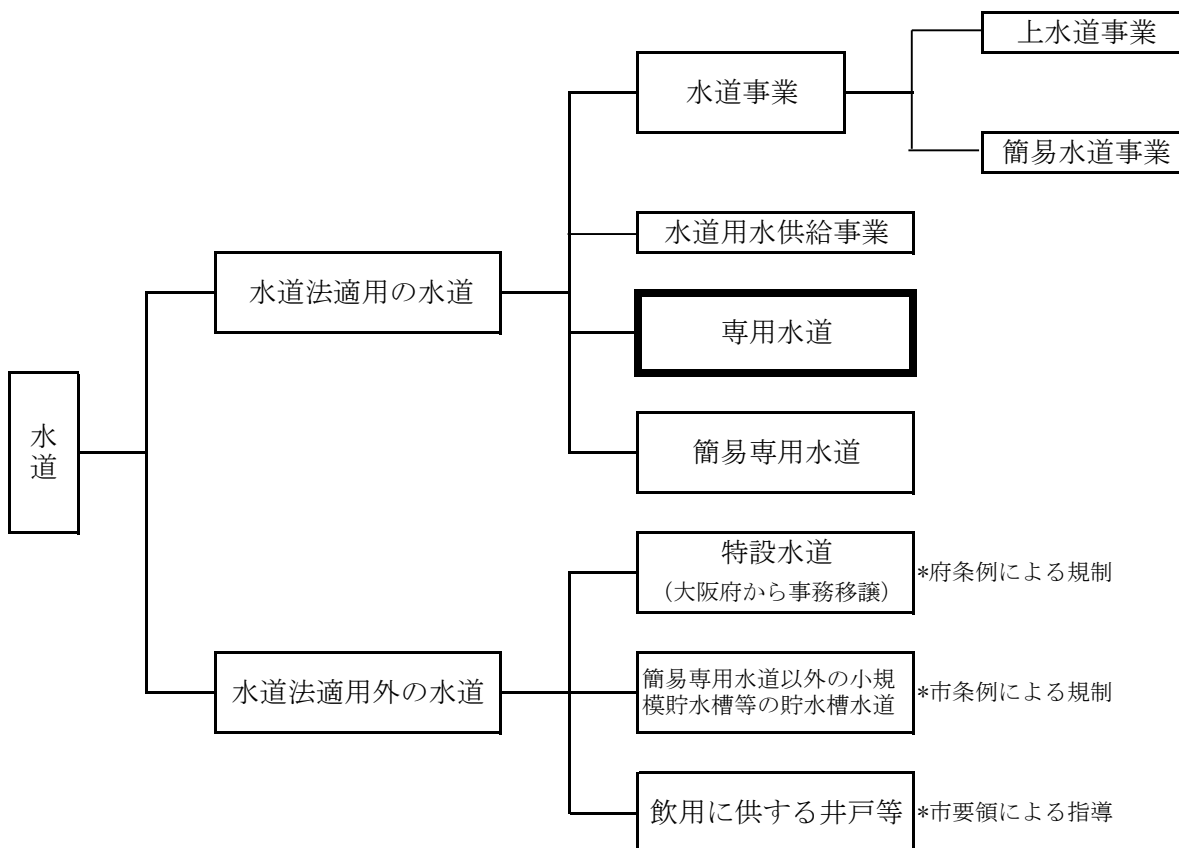 水道
水道法適用の水道
水道事業
上水道事業
簡易水道事業
水道用水供給事業
専用水道
簡易専用水道
水道法適用外の水道
特設水道
（大阪府から事務移譲）
*府条例による規制
簡易専用水道以外の小規
模貯水槽等の貯水槽水道
*市条例による規制
飲用に供する井戸等
*市要領による指導